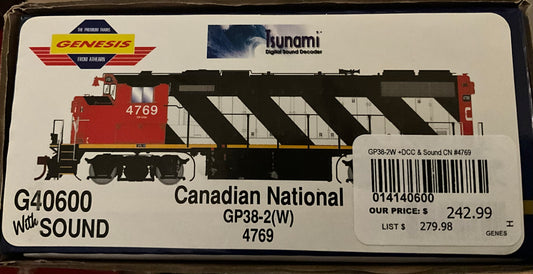 THE PREMIUM TRAINS
GENESIS
FROM ATHEARN
Tsunami
Digital Sound Decoder
4769
G40600
With SOUND
Canadian National
GP38-2(W)
4769
GP38-2W +DCC & Sound CN #4769
014140600
OUR PRICE: $ 242.99
LIST $ 279.98
H
GENES